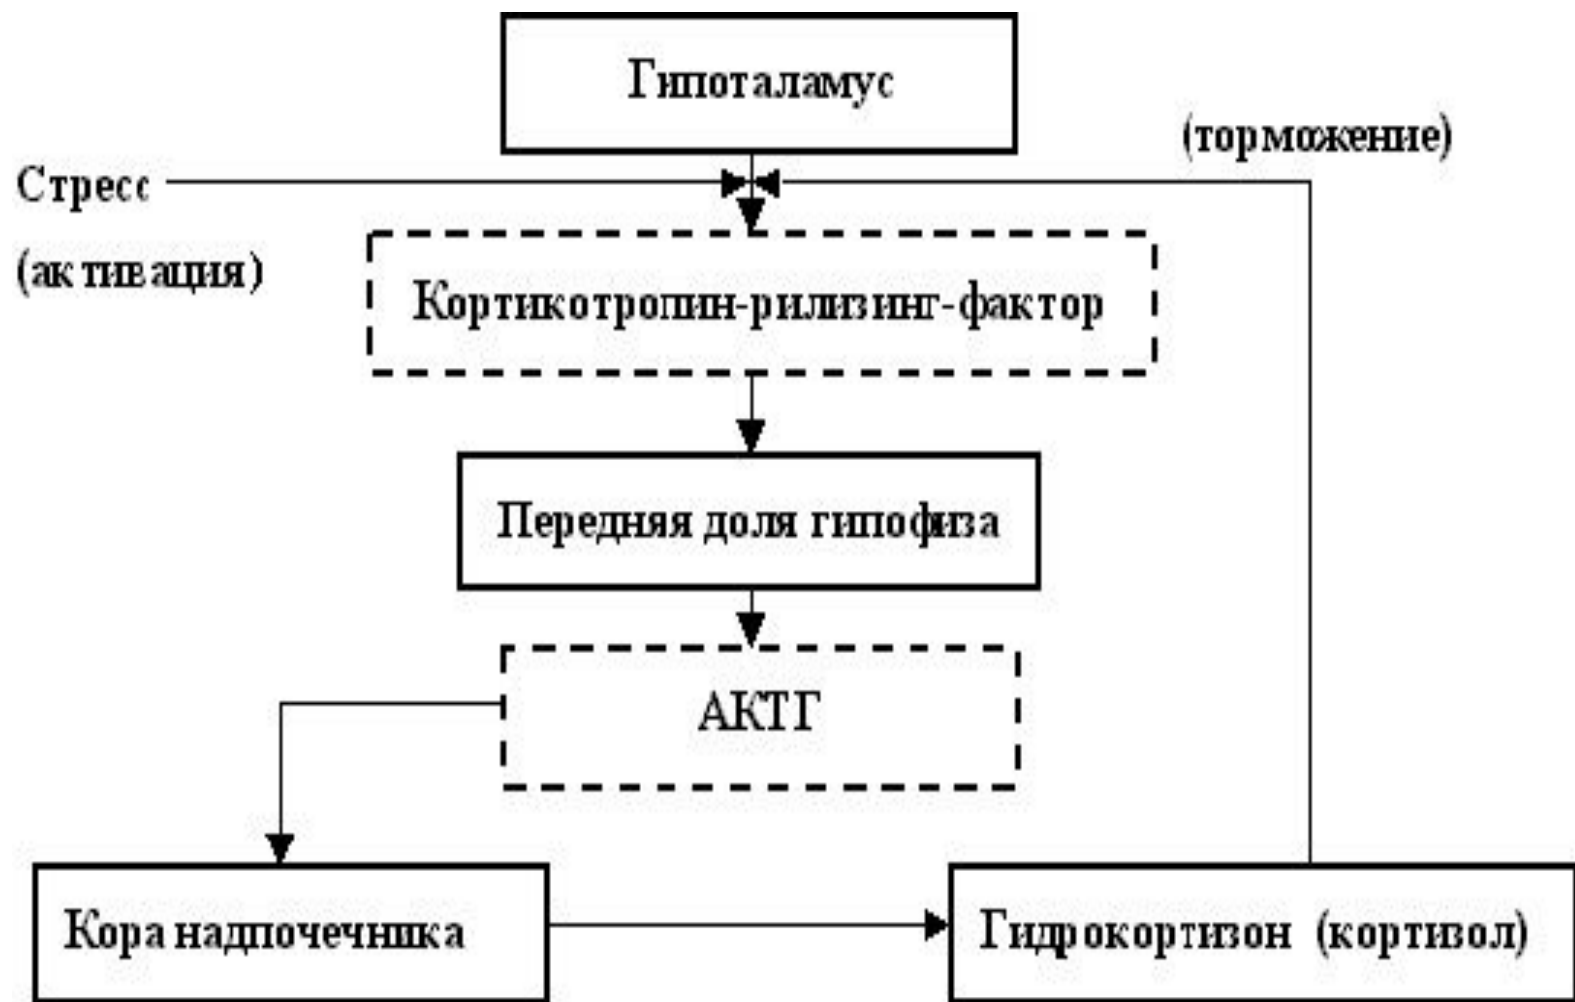 Гипоталамус
(торможение)
Стресс
(активация)
Кортикотропин-рилизинг-фактор
Передняя доля гипофиза
АКТГ
Кора надпочечника
Гидрокортизон (кортизол)